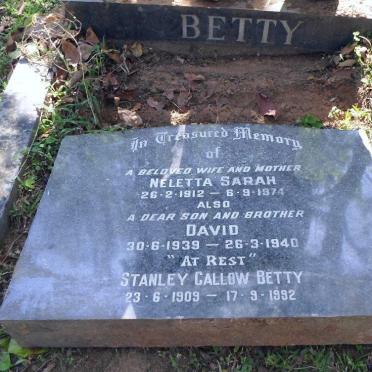 BETTY
In Treasured Memory
of
A BELOVED WIFE AND MOTHER
NELETTA SARAH
26-2-1912 — 6-9-1974
ALSO
A DEAR SON AND BROTHER
DAVID
30-6-1939 — 26-3-1940
"AT REST"
STANLEY CALLOW BETTY
23-6-1909 — 17-9-1992